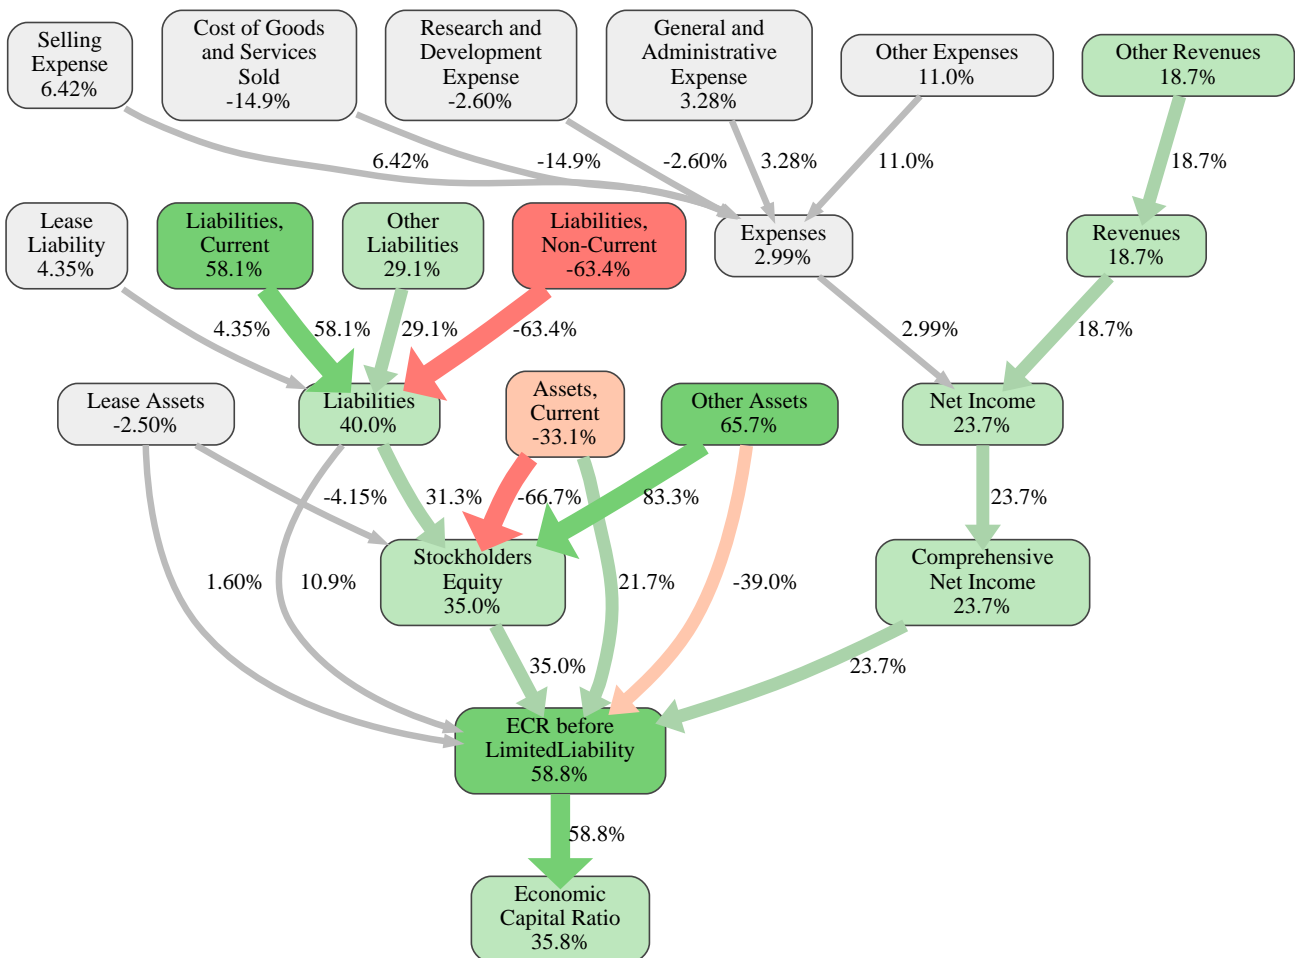 Selling
Expense
6.42%
Cost of Goods
and Services
Sold
-14.9%
Research and
Development
Expense
-2.60%
General and
Administrative
Expense
3.28%
Other Expenses
11.0%
Other Revenues
18.7%
6.42%
-14.9%
-2.60%
3.28%
11.0%
18.7%
Lease
Liability
4.35%
Liabilities,
Current
58.1%
Other
Liabilities
29.1%
Liabilities,
Non-Current
-63.4%
Expenses
2.99%
Revenues
18.7%
4.35%
58.1%
29.1%
-63.4%
2.99%
18.7%
Lease Assets
-2.50%
Liabilities
40.0%
Assets,
Current
-33.1%
Other Assets
65.7%
Net Income
23.7%
-4.15%
31.3%
-66.7%
83.3%
23.7%
Stockholders
Equity
35.0%
Comprehensive
Net Income
23.7%
1.60%
10.9%
21.7%
-39.0%
35.0%
23.7%
ECR before
LimitedLiability
58.8%
58.8%
Economic
Capital Ratio
35.8%